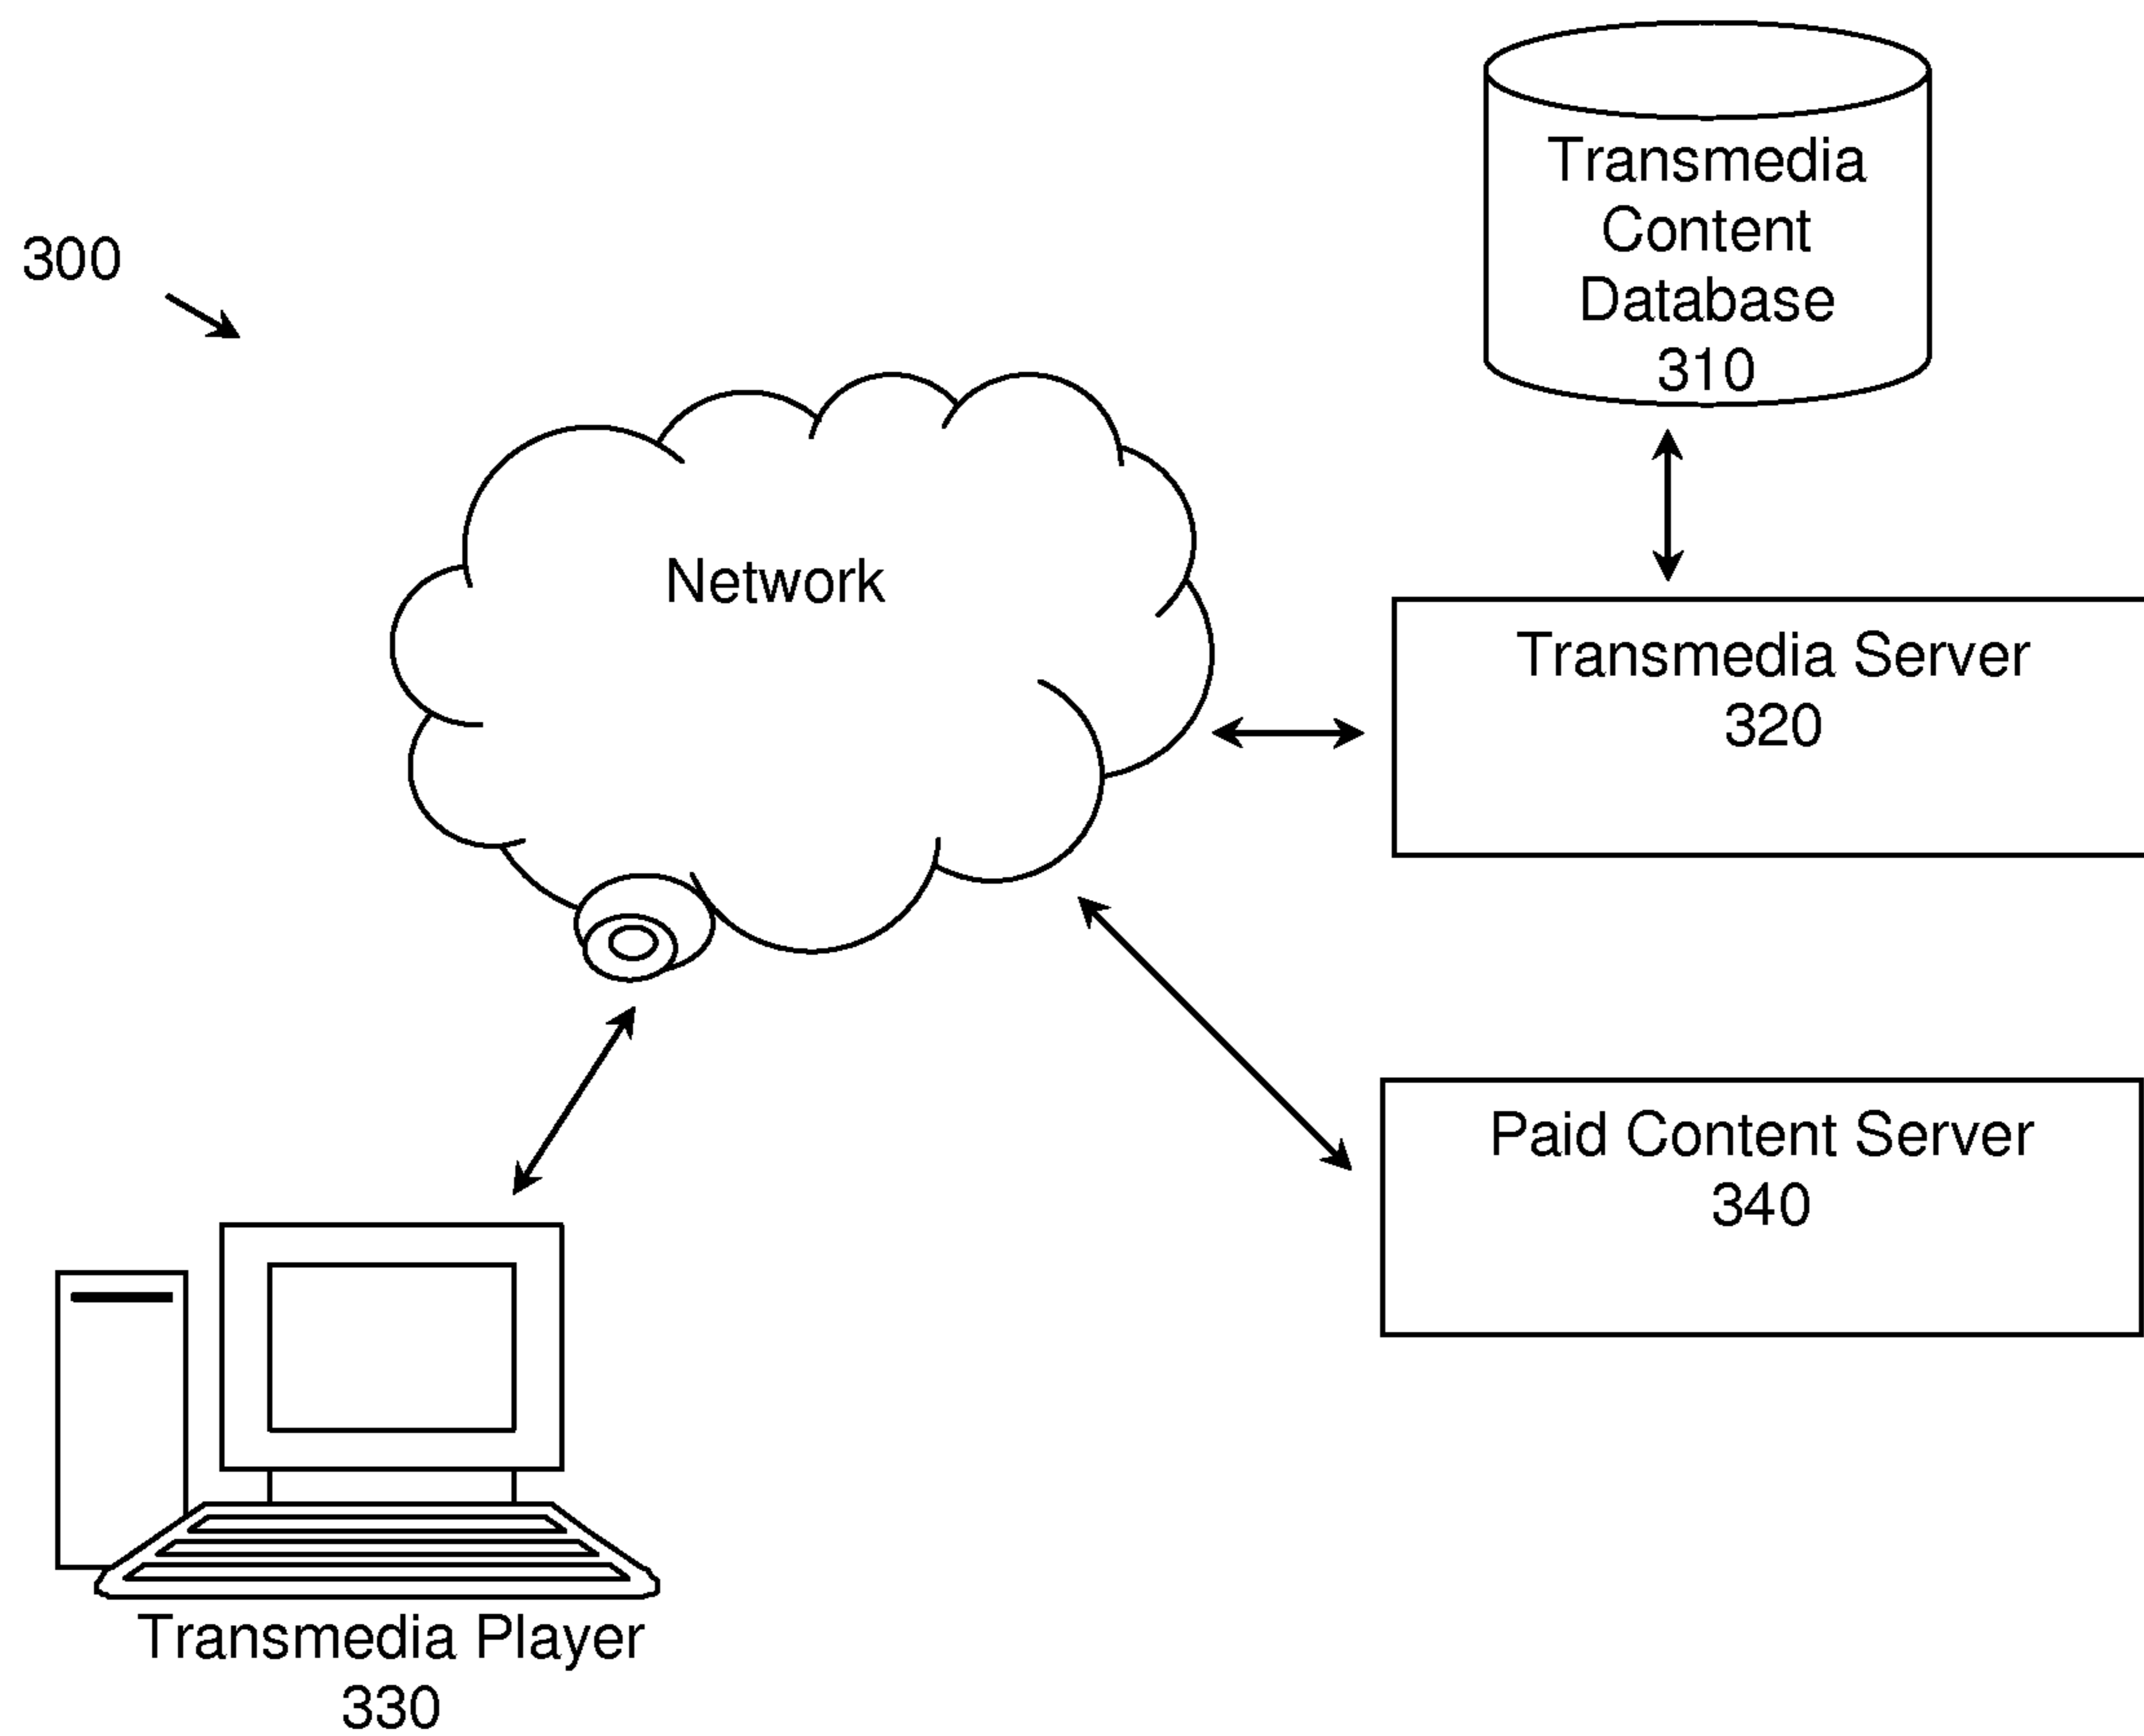 300
Transmedia
Content
Database
310
Network
Transmedia Server
320
Paid Content Server
340
Transmedia Player
330